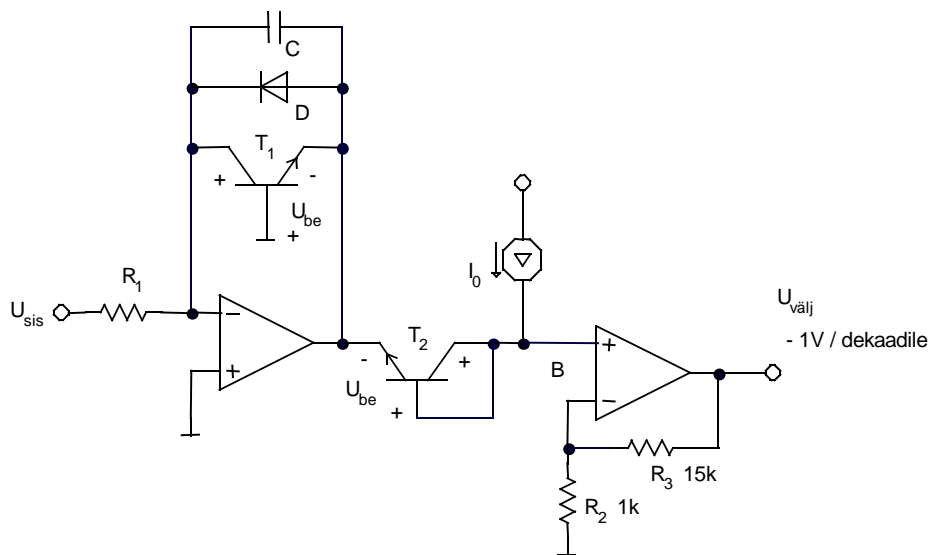 C
D
T1
+ -
Ube
+
R1
Usis
-
+
I0
T2
- +
Ube
+
B
+
-
Uvälj
- 1V / dekaadile
R3 15k
R2 1k